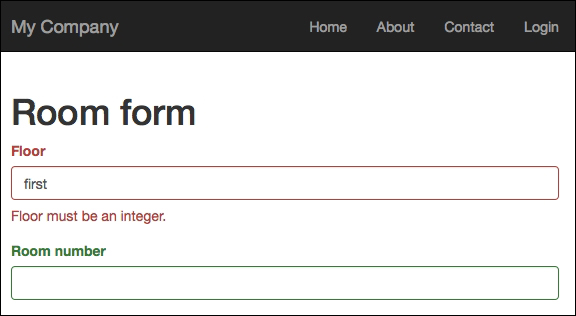 My Company Home About Contact Login
Room form
Floor
first
Floor must be an integer.
Room number